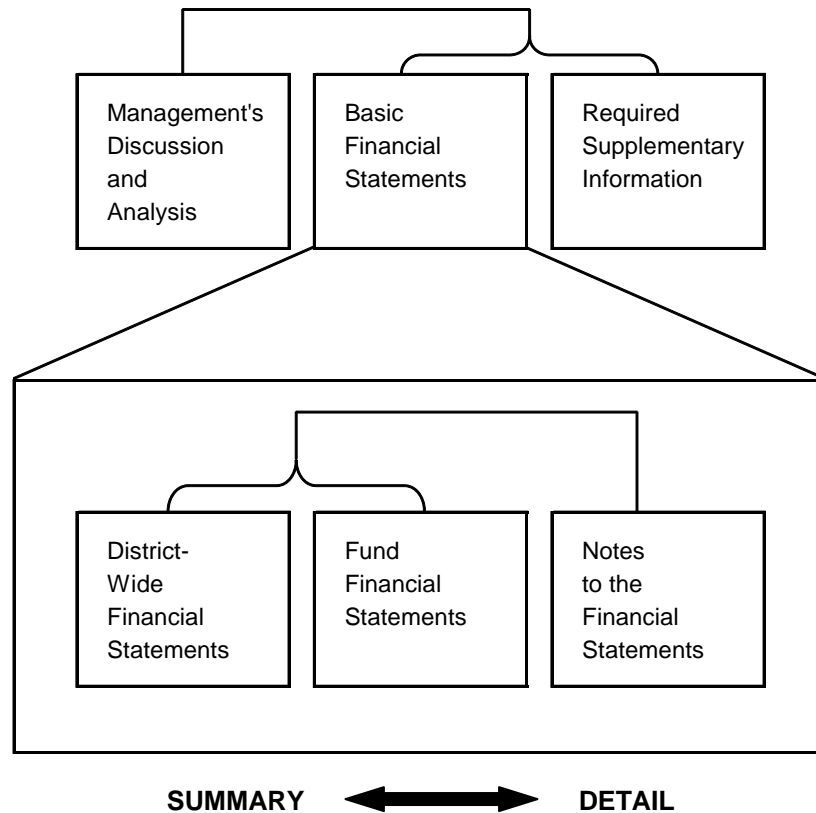 Management's
Discussion
and
Analysis
Basic
Financial
Statements
Required
Supplementary
Information
District-
Wide
Financial
Statements
Fund
Financial
Statements
Notes
to the
Financial
Statements
SUMMARY DETAIL